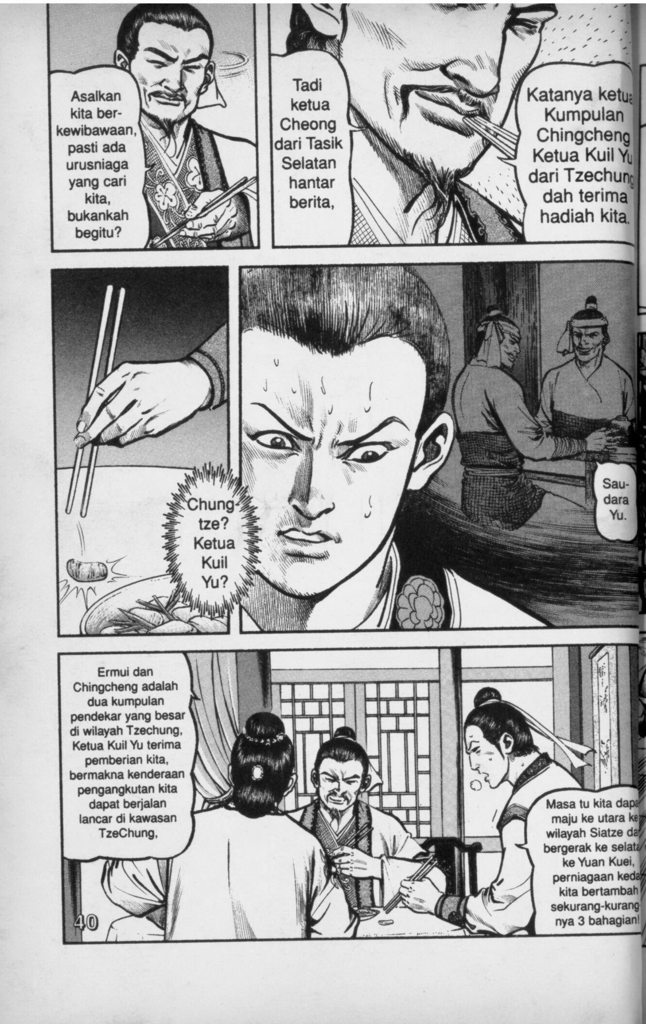 Asalkan
kita ber-
kewibawaan,
pasti ada
urusniaga
yang cari
kita,
bukankah
begitu?
Tadi
ketua
Cheong
dari Tasik
Selatan
hantar
berita,
Katanya ketua
Kumpulan
Chingcheng
Ketua Kuil Yu
dari Tzechung
dah terima
hadiah kita.
Chung-
tze?
Ketua
Kuil
Yu?
Sau-
dara
Yu.
Ermui dan
Chingcheng adalah
dua kumpulan
pendekar yang besar
di wilayah Tzechung,
Ketua Kuil Yu terima
pemberian kita,
bermakna kenderaan
pengangkutan kita
dapat berjalan
lancar di kawasan
TzeChung,
Masa tu kita dapa
maju ke utara ke
wilayah Siatze da
bergerak ke selata
ke Yuan Kuei,
perniagaan keda
kita bertambah
sekurang-kurang-
nya 3 bahagian!
40